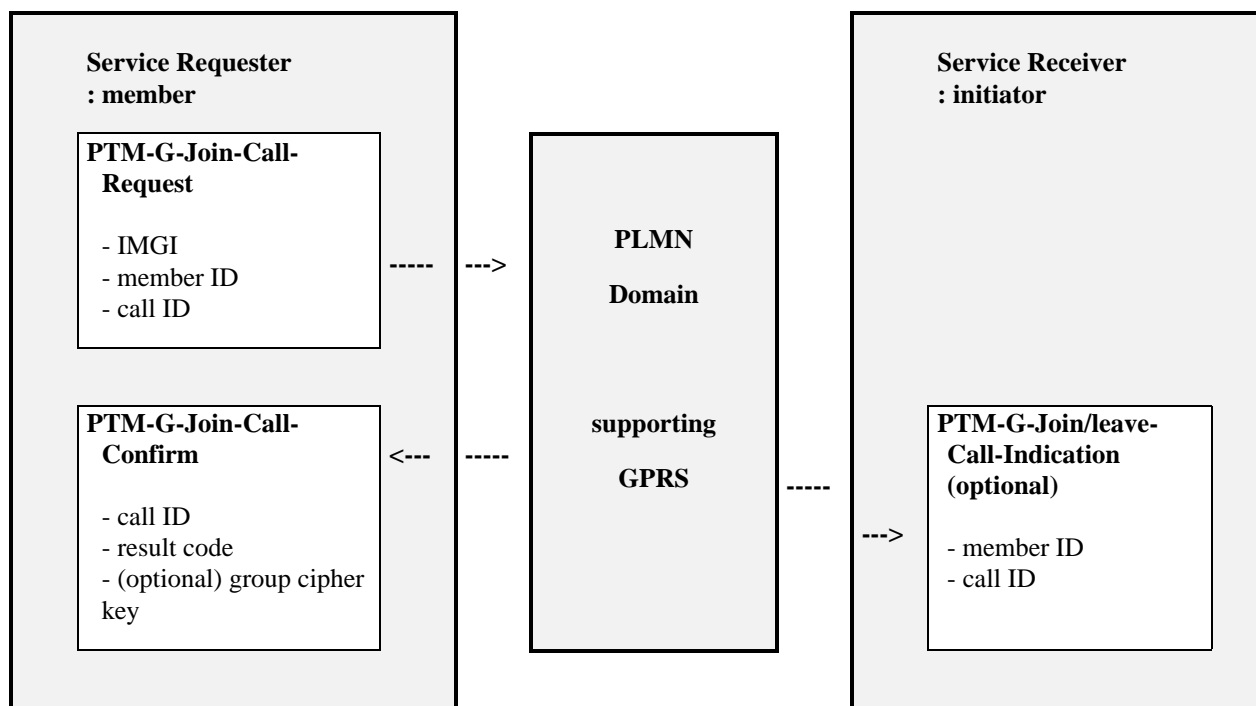 Service Requester
: member
PTM-G-Join-Call-
Request
- IMGI
- member ID
- call ID
----- --->
PTM-G-Join-Call-
Confirm
- call ID
- result code
- (optional) group cipher
key
<--- -----
PLMN
Domain
supporting
GPRS
----- --->
Service Receiver
: initiator
PTM-G-Join/leave-
Call-Indication
(optional)
- member ID
- call ID